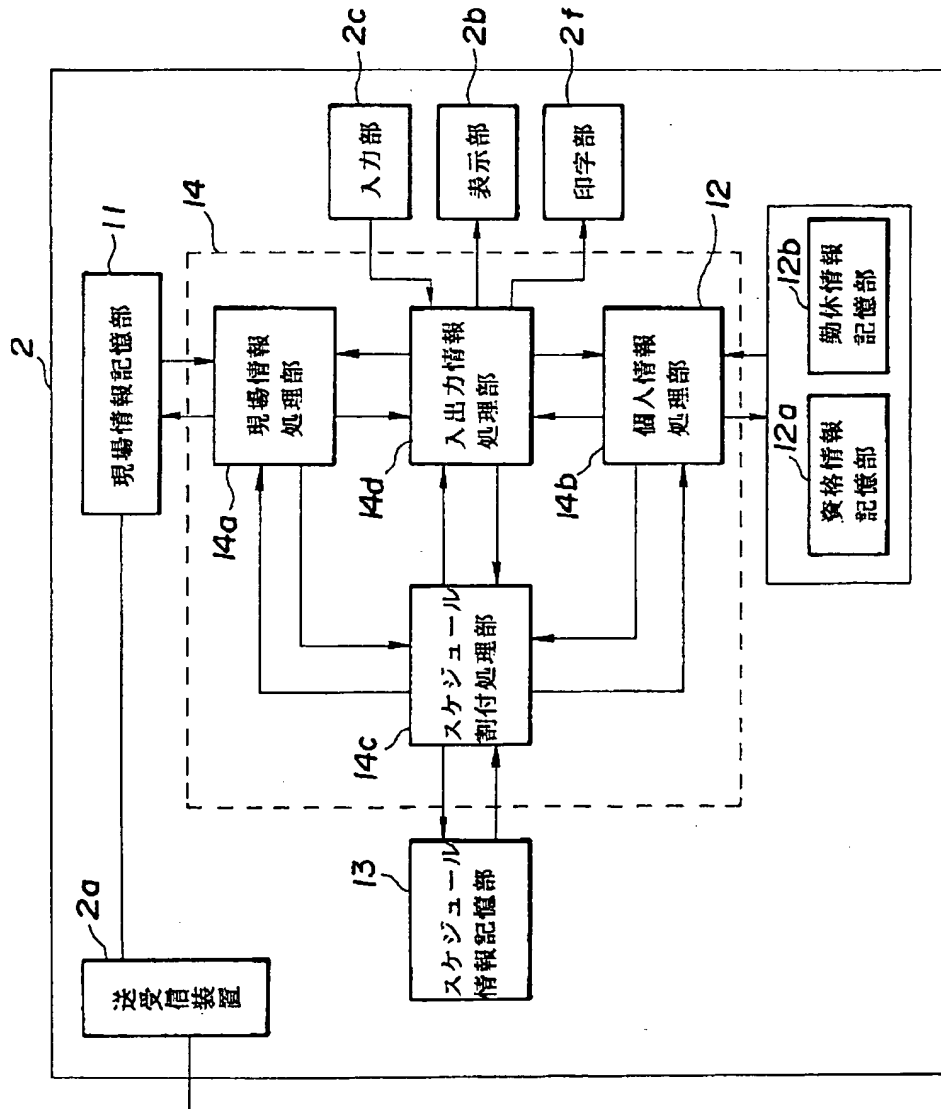 2
送受信装置
2a
現場情報記憶部
11
14
現場情報
処理部
14a
入力部
2c
表示部
2b
印字部
2f
入出力情報
処理部
14d
スケジュール
割付処理部
14c
スケジュール
情報記憶部
13
個人情報
処理部
14b
12
資格情報
記憶部
12a
勤休情報
記憶部
12b